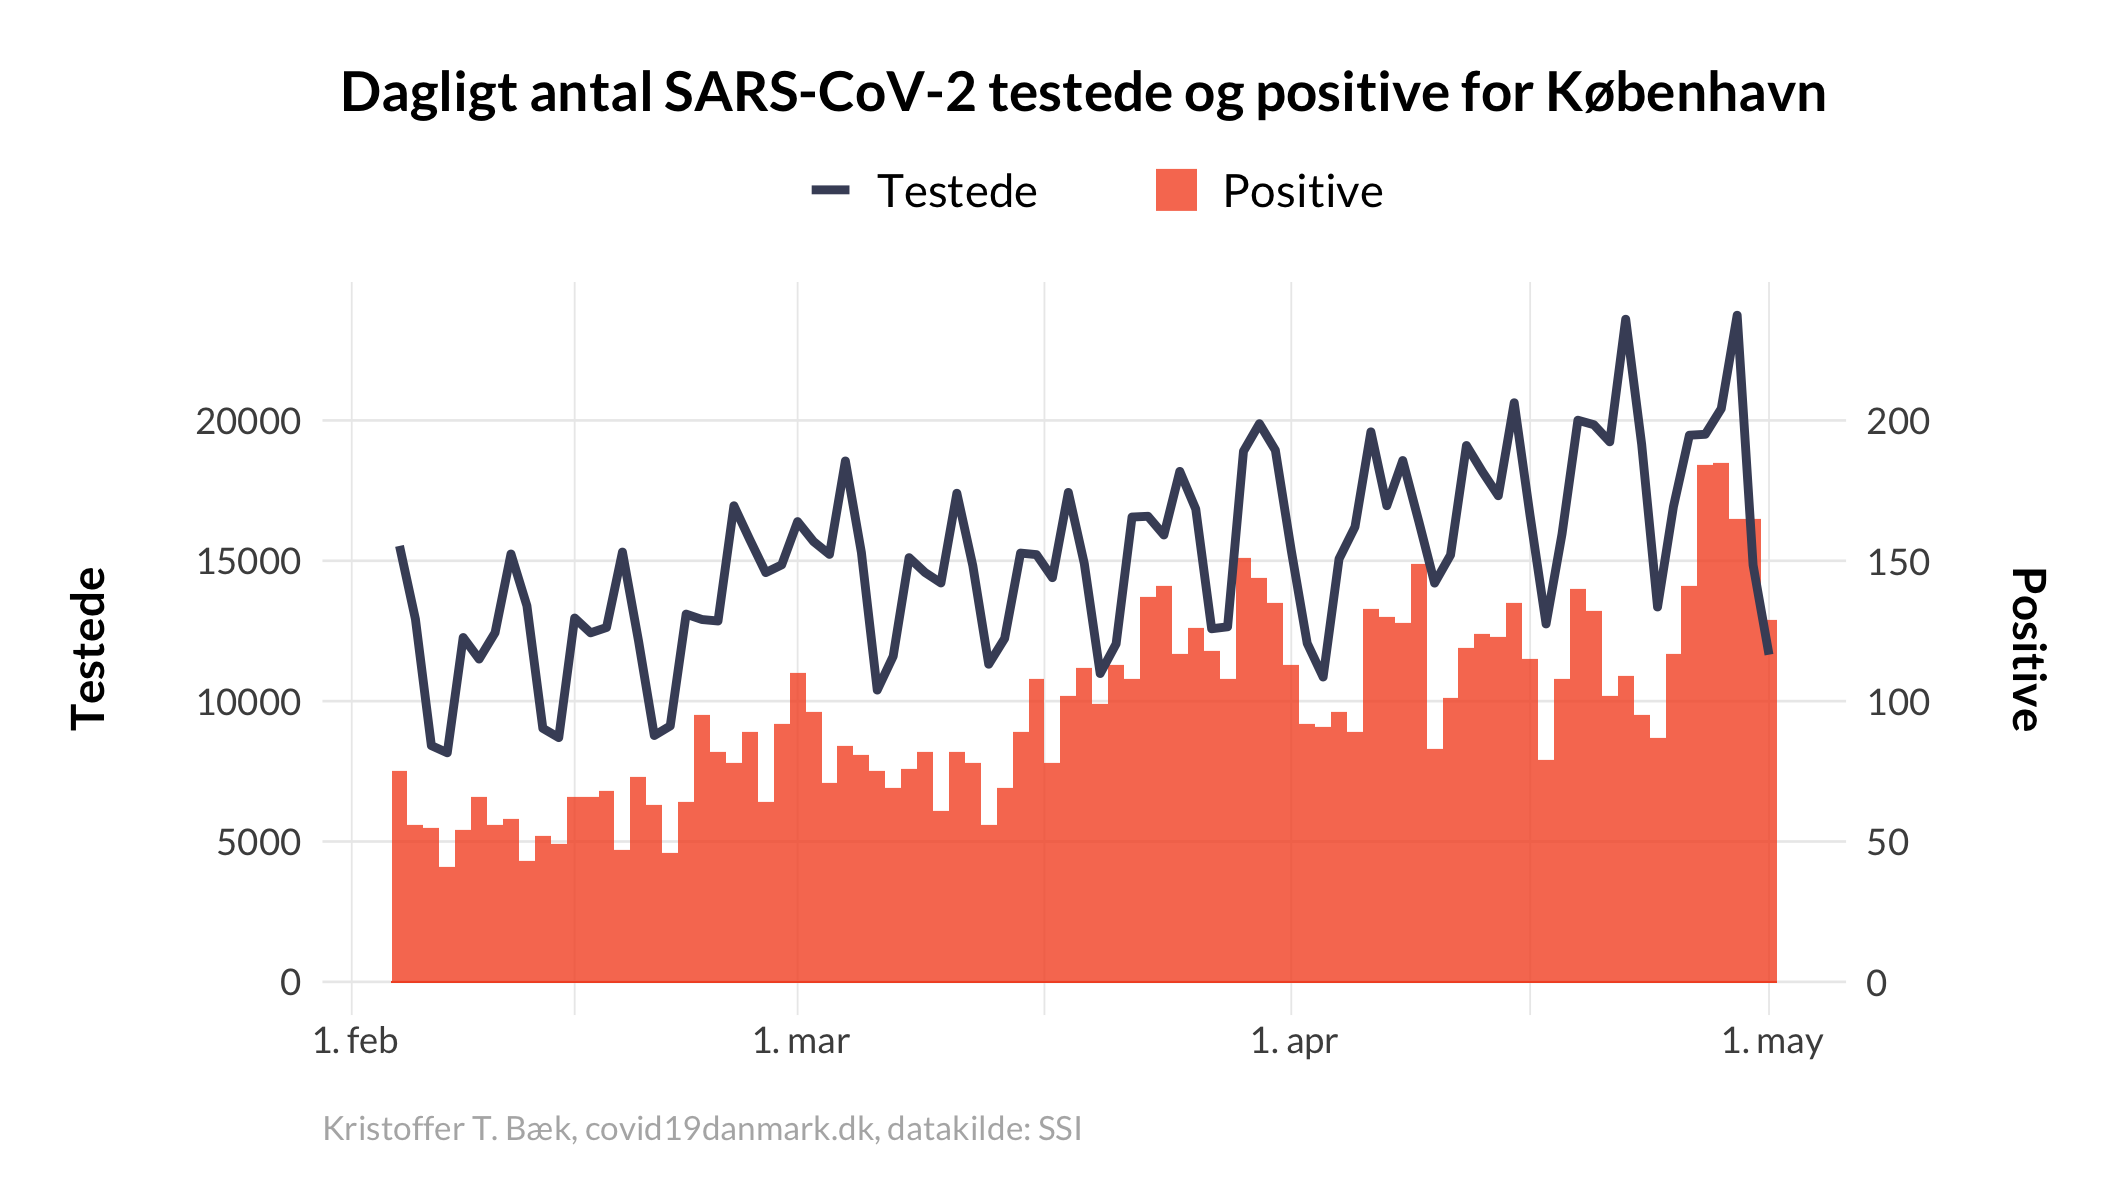 Dagligt antal SARS-CoV-2 testede og positive for København
Testede
Positive
20000
15000
10000
5000
0
200
150
100
50
0
Testede
Positive
1. feb
1. mar
1. apr
1. may
Kristoffer T. Bæk, covid19danmark.dk, datakilde: SSI